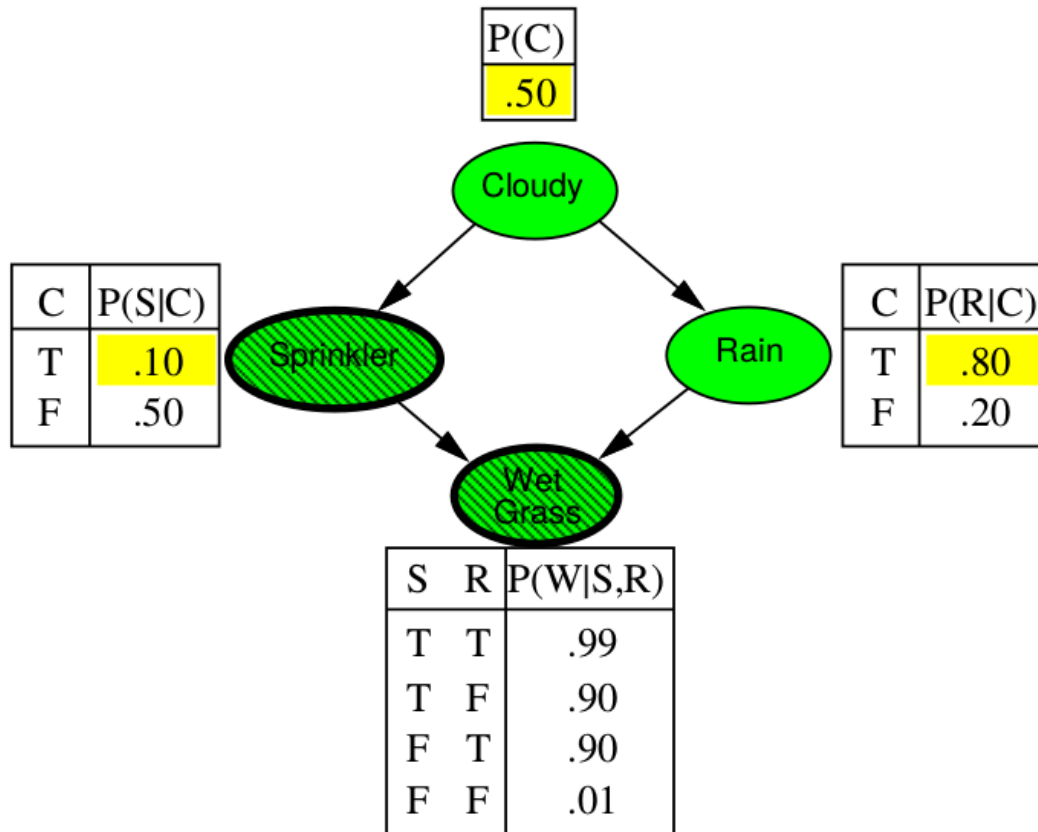 P(C)
.50
Cloudy
C P(S|C)
T .10
F .50
Sprinkler
Rain
C P(R|C)
T .80
F .20
Wet
Grass
S R P(W|S,R)
T T .99
T F .90
F T .90
F F .01